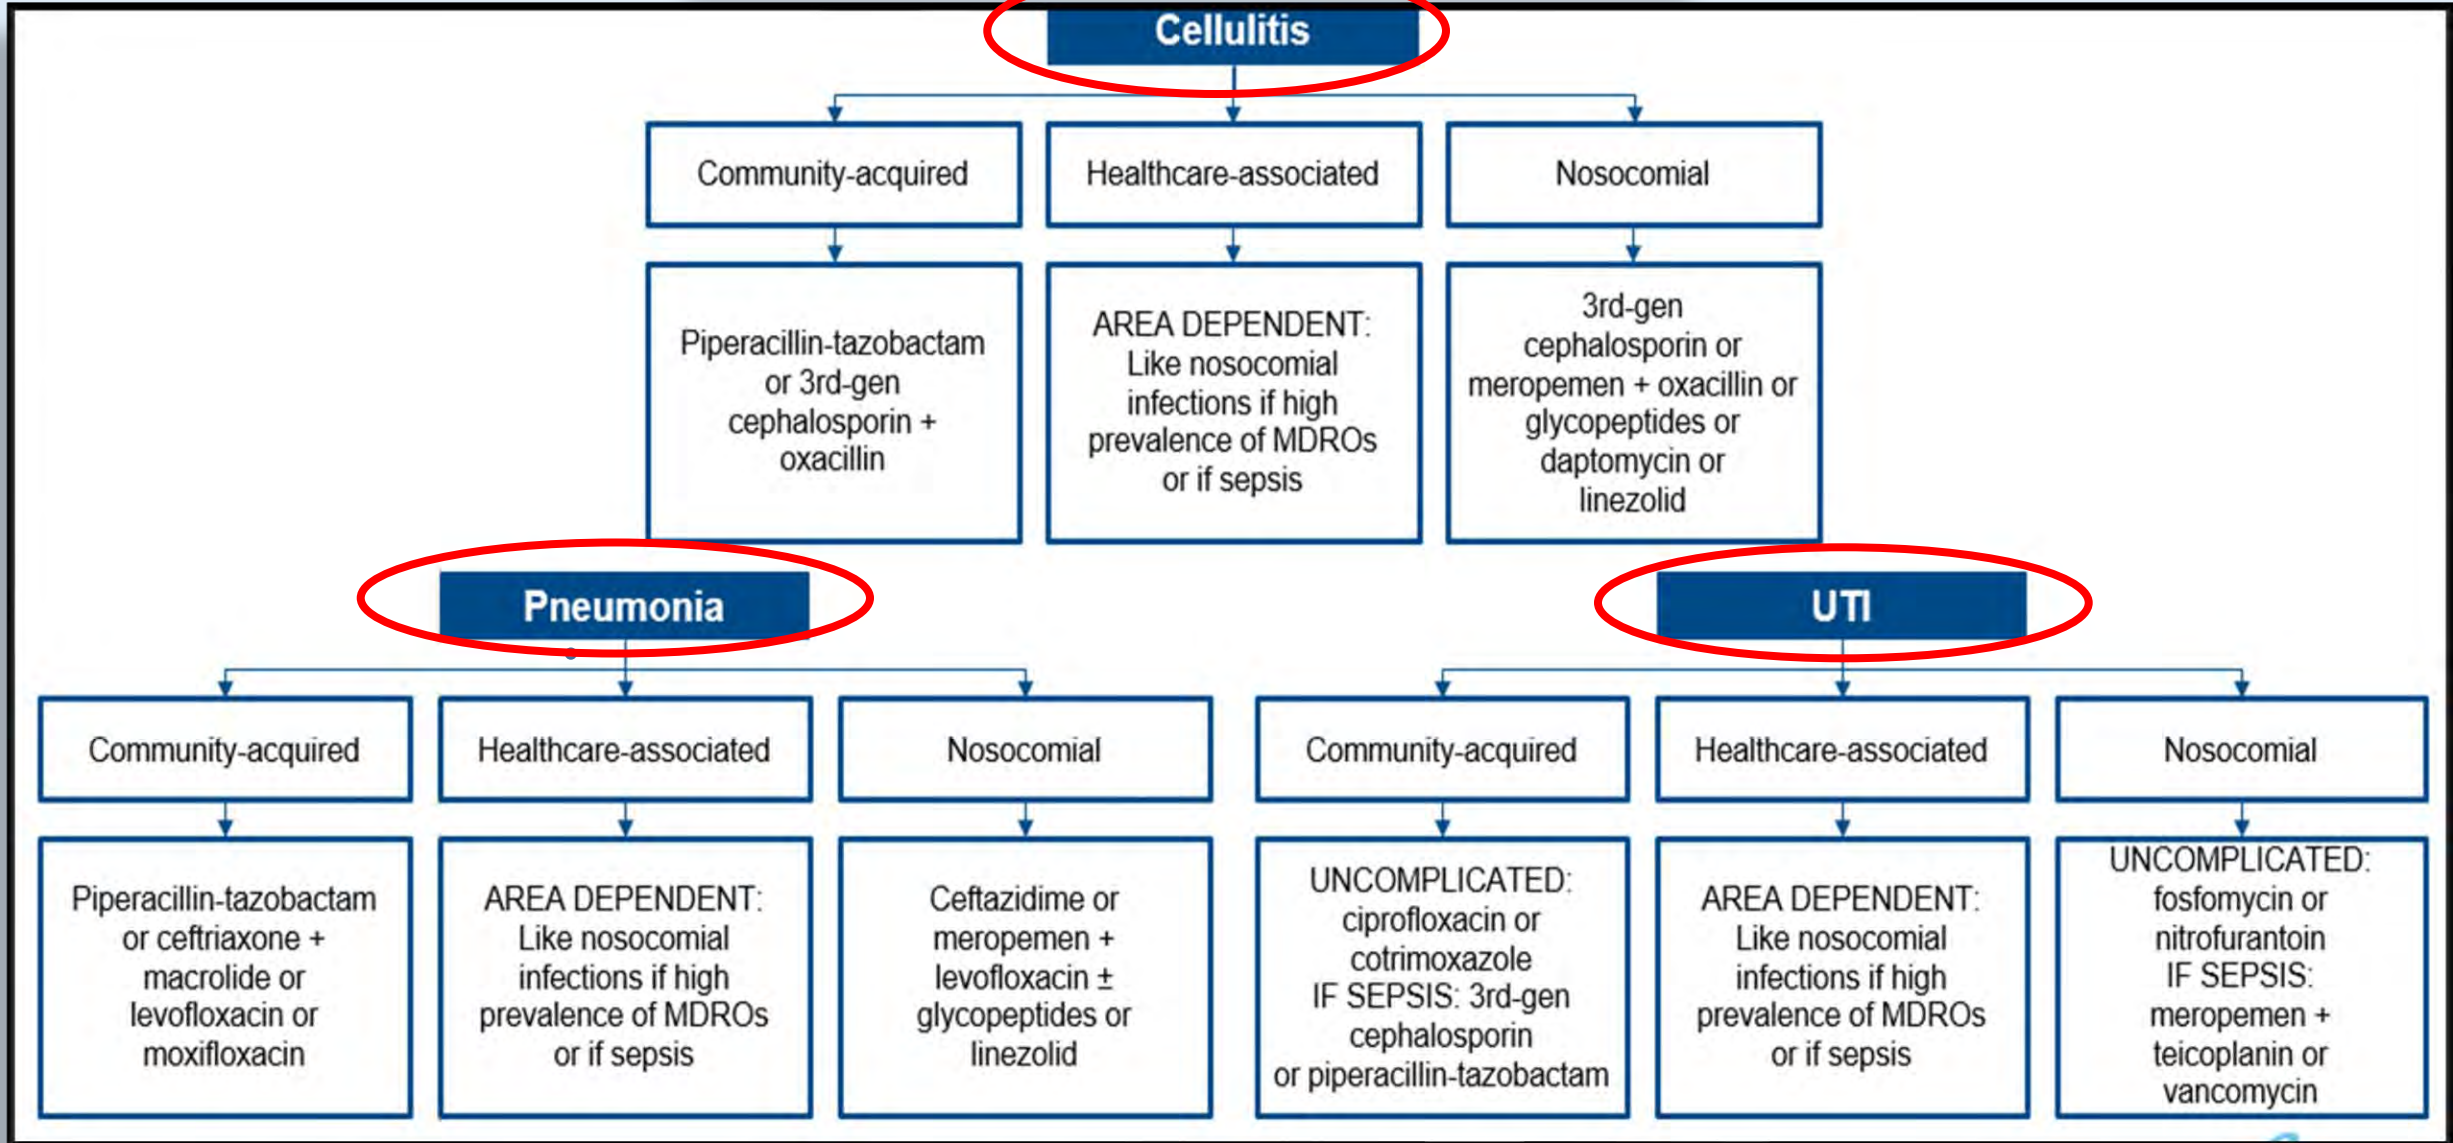 Cellulitis
Community-acquired
Healthcare-associated
Nosocomial
Piperacillin-tazobactam
or 3rd-gen
cephalosporin +
oxacillin
AREA DEPENDENT:
Like nosocomial
infections if high
prevalence of MDROs
or if sepsis
3rd-gen
cephalosporin or
meropemen + oxacillin or
glycopeptides or
daptomycin or
linezolid
Pneumonia
Community-acquired
Healthcare-associated
Nosocomial
Piperacillin-tazobactam
or ceftriaxone +
macrolide or
levofloxacin or
moxifloxacin
AREA DEPENDENT:
Like nosocomial
infections if high
prevalence of MDROs
or if sepsis
Ceftazidime or
meropemen +
levofloxacin ±
glycopeptides or
linezolid
UTI
Community-acquired
Healthcare-associated
Nosocomial
UNCOMPLICATED:
ciprofloxacin or
cotrimoxazole
IF SEPSIS: 3rd-gen
cephalosporin
or piperacillin-tazobactam
AREA DEPENDENT:
Like nosocomial
infections if high
prevalence of MDROs
or if sepsis
UNCOMPLICATED:
fosfomycin or
nitrofurantoin
IF SEPSIS:
meropemen +
teicoplanin or
vancomycin